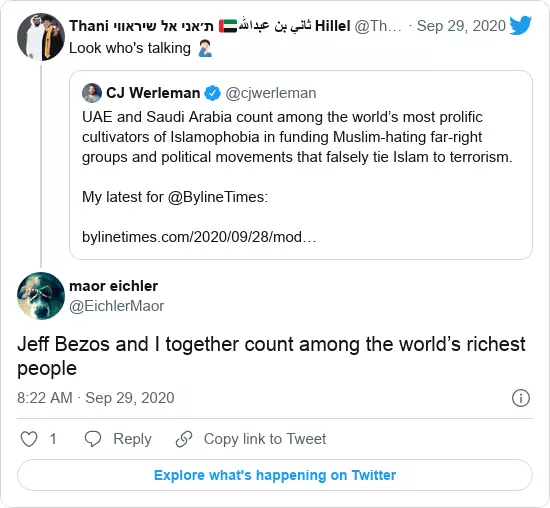 Thani ת׳אני אל שיראווי 🇦🇪ثاني بن عبدالله Hillel @Th… · Sep 29, 2020
Look who's talking 🤦🏻‍♂️
CJ Werleman @cjwerleman
UAE and Saudi Arabia count among the world’s most prolific
cultivators of Islamophobia in funding Muslim-hating far-right
groups and political movements that falsely tie Islam to terrorism.
My latest for @BylineTimes:
bylinetimes.com/2020/09/28/mod…
maor eichler
@EichlerMaor
Jeff Bezos and I together count among the world’s richest
people
8:22 AM · Sep 29, 2020
1 Reply Copy link to Tweet
Explore what's happening on Twitter